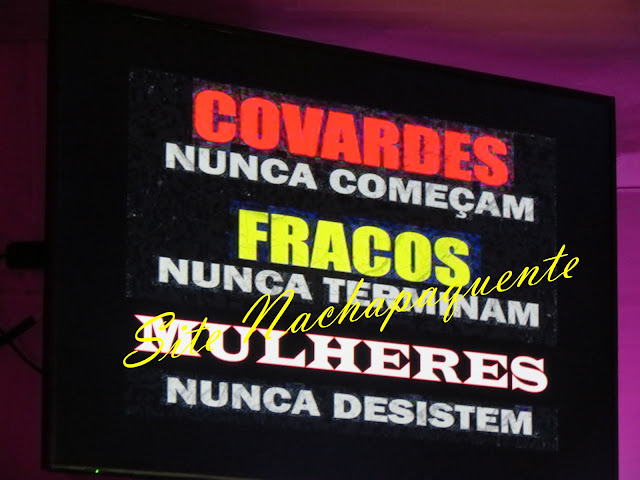 COVARDES
NUNCA COMEÇAM
FRACOS
NUNCA TERMINAM
Site Nachapaquente
MULHERES
NUNCA DESISTEM